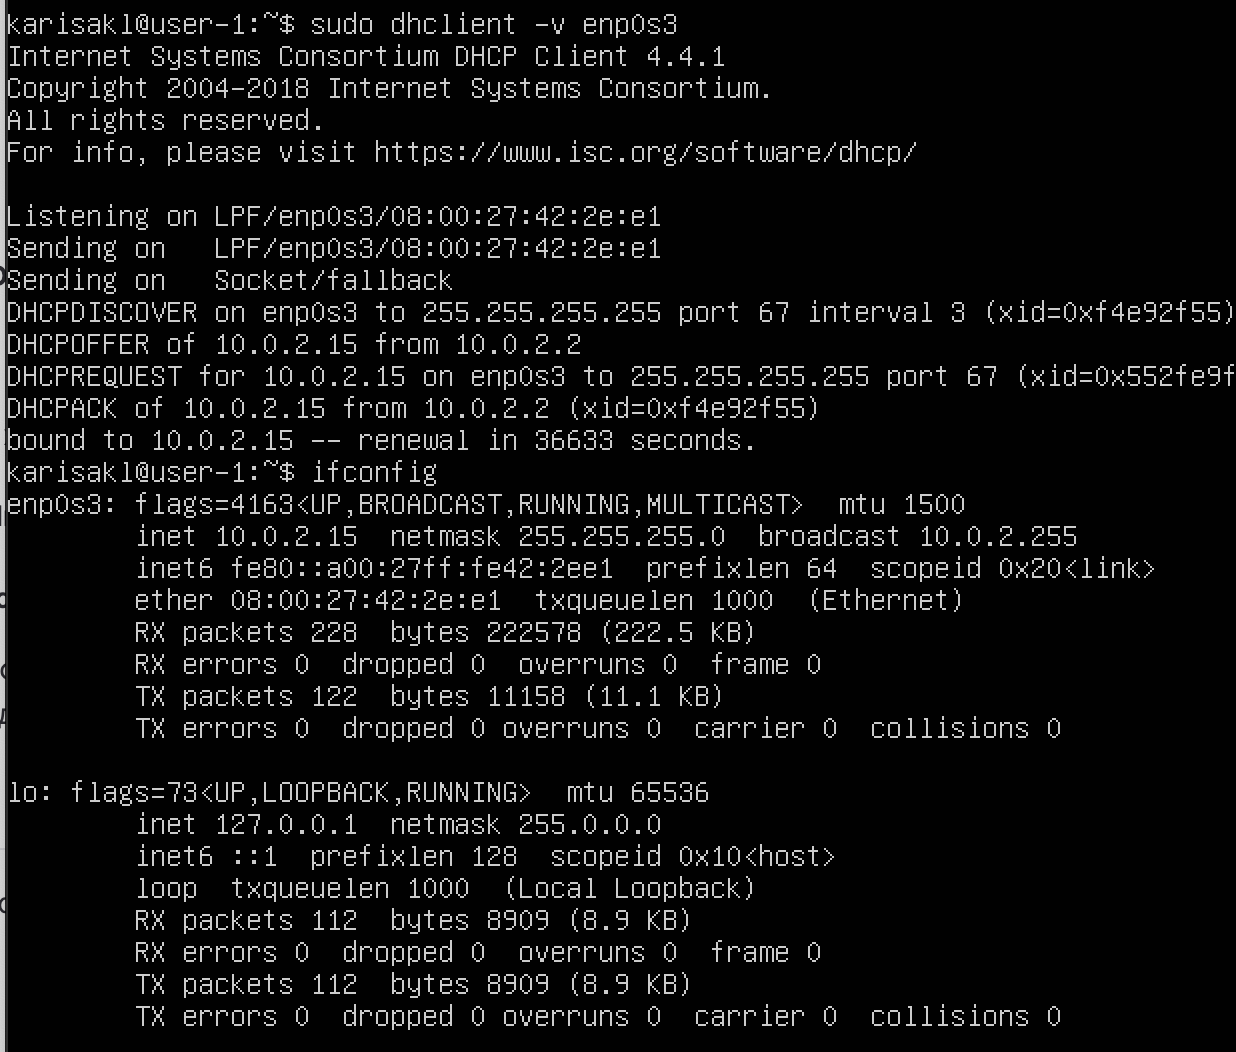 karisakl@user-1:~$ sudo dhclient -v enp0s3
Internet Systems Consortium DHCP Client 4.4.1
Copyright 2004-2018 Internet Systems Consortium.
All rights reserved.
For info, please visit https://www.isc.org/software/dhcp/

Listening on LPF/enp0s3/08:00:27:42:2e:e1
Sending on   LPF/enp0s3/08:00:27:42:2e:e1
Sending on   Socket/fallback
DHCPDISCOVER on enp0s3 to 255.255.255.255 port 67 interval 3 (xid=0xf4e92f55)
DHCPOFFER of 10.0.2.15 from 10.0.2.2
DHCPREQUEST for 10.0.2.15 on enp0s3 to 255.255.255.255 port 67 (xid=0x552fe9f
DHCPACK of 10.0.2.15 from 10.0.2.2 (xid=0xf4e92f55)
bound to 10.0.2.15 -- renewal in 36633 seconds.
karisakl@user-1:~$ ifconfig
enp0s3: flags=4163<UP,BROADCAST,RUNNING,MULTICAST>  mtu 1500
        inet 10.0.2.15  netmask 255.255.255.0  broadcast 10.0.2.255
        inet6 fe80::a00:27ff:fe42:2ee1  prefixlen 64  scopeid 0x20<link>
        ether 08:00:27:42:2e:e1  txqueuelen 1000  (Ethernet)
        RX packets 228  bytes 222578 (222.5 KB)
        RX errors 0  dropped 0  overruns 0  frame 0
        TX packets 122  bytes 11158 (11.1 KB)
        TX errors 0  dropped 0 overruns 0  carrier 0  collisions 0

lo: flags=73<UP,LOOPBACK,RUNNING>  mtu 65536
        inet 127.0.0.1  netmask 255.0.0.0
        inet6 ::1  prefixlen 128  scopeid 0x10<host>
        loop  txqueuelen 1000  (Local Loopback)
        RX packets 112  bytes 8909 (8.9 KB)
        RX errors 0  dropped 0  overruns 0  frame 0
        TX packets 112  bytes 8909 (8.9 KB)
        TX errors 0  dropped 0 overruns 0  carrier 0  collisions 0